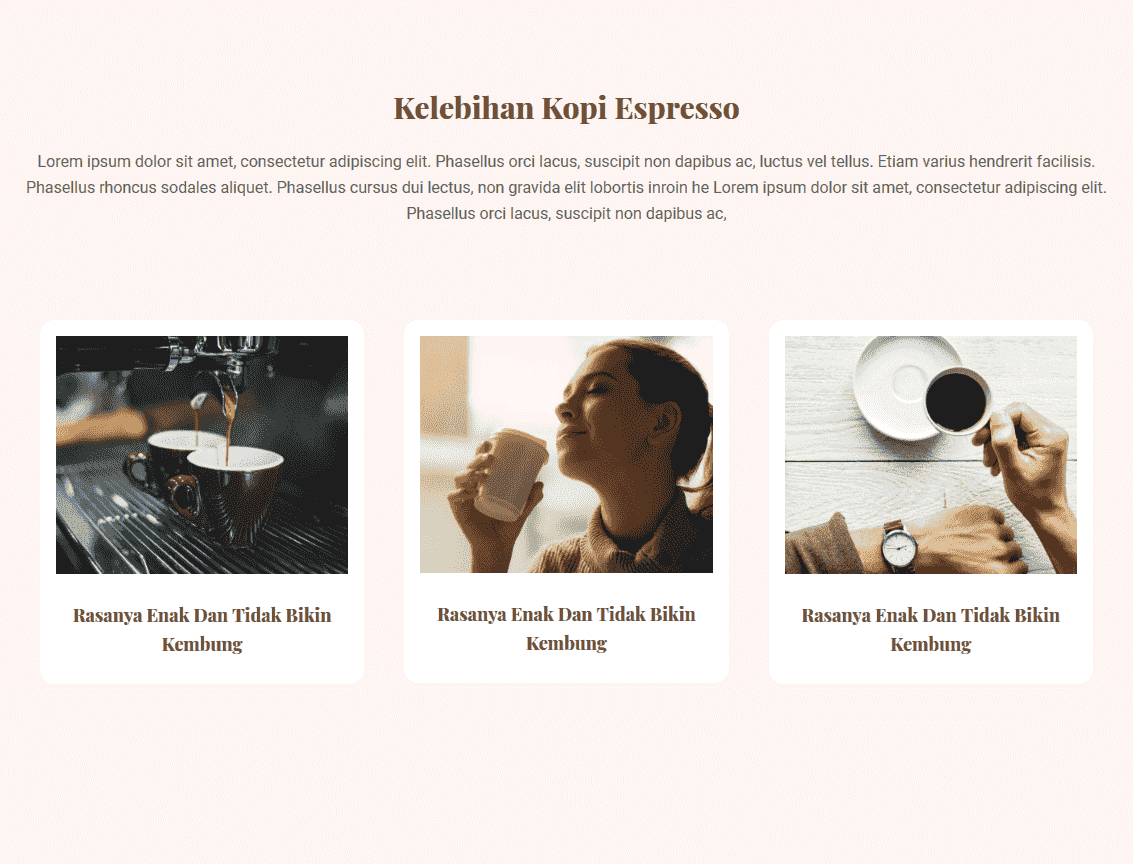 Kelebihan Kopi Espresso
Lorem ipsum dolor sit amet, consectetur adipiscing elit. Phasellus orci lacus, suscipit non dapibus ac, luctus vel tellus. Etiam varius hendrerit facilisis.
Phasellus rhoncus sodales aliquet. Phasellus cursus dui lectus, non gravida elit lobortis inroin he Lorem ipsum dolor sit amet, consectetur adipiscing elit.
Phasellus orci lacus, suscipit non dapibus ac,
Rasanya Enak Dan Tidak Bikin
Kembung
Rasanya Enak Dan Tidak Bikin
Kembung
Rasanya Enak Dan Tidak Bikin
Kembung